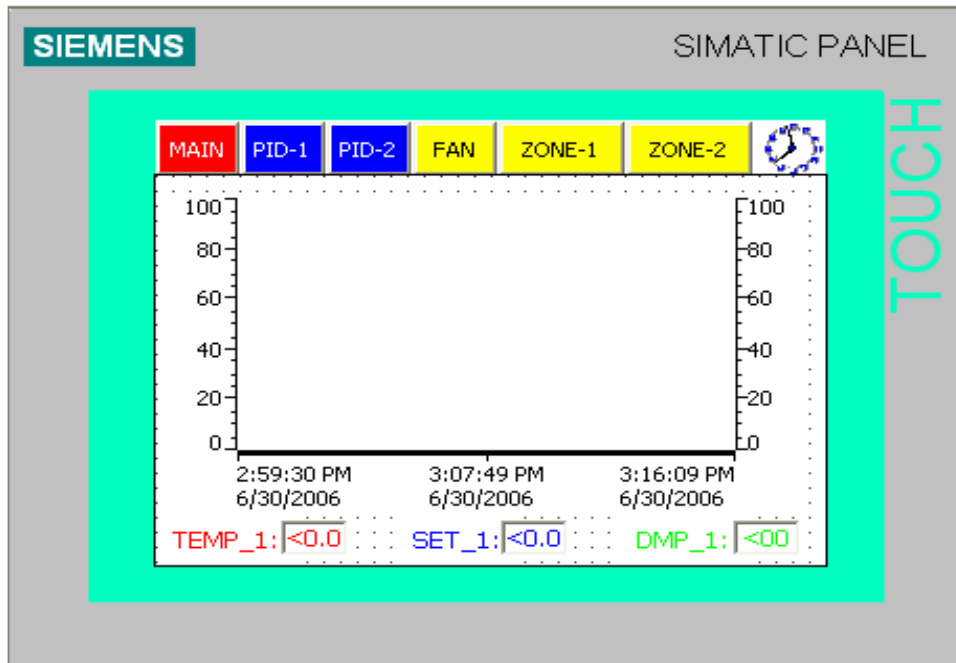 SIEMENS SIMATIC PANEL
TOUCH
MAIN PID-1 PID-2 FAN ZONE-1 ZONE-2
100 100
80 80
60 60
40 40
20 20
0 0
2:59:30 PM 3:07:49 PM 3:16:09 PM
6/30/2006 6/30/2006 6/30/2006
TEMP_1: <0.0 SET_1: <0.0 DMP_1: <00